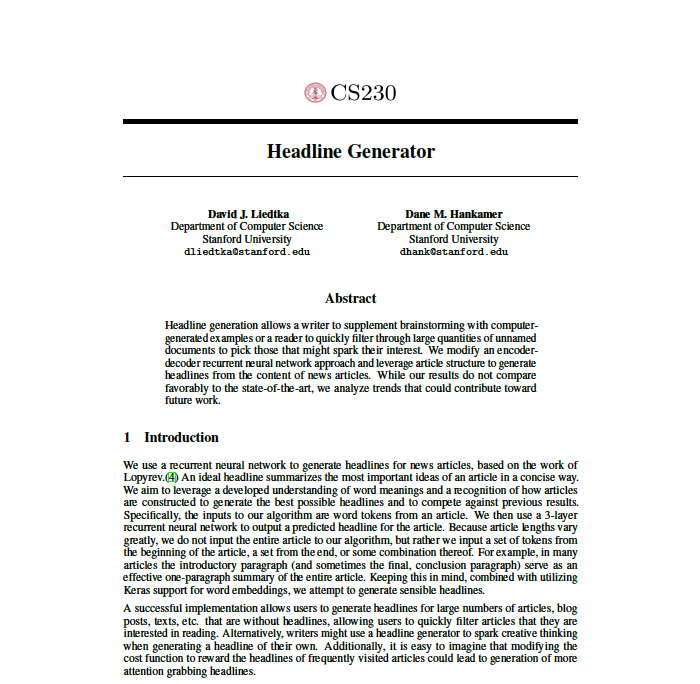 CS230
Headline Generator
David J. Liedtka
Department of Computer Science
Stanford University
dliedtka@stanford.edu
Dane M. Hankamer
Department of Computer Science
Stanford University
dhank@stanford.edu
Abstract
Headline generation allows a writer to supplement brainstorming with computer-
generated examples or a reader to quickly filter through large quantities of unnamed
documents to pick those that might spark their interest. We modify an encoder-
decoder recurrent neural network approach and leverage article structure to generate
headlines from the content of news articles. While our results do not compare
favorably to the state-of-the-art, we analyze trends that could contribute toward
future work.
1 Introduction
We use a recurrent neural network to generate headlines for news articles, based on the work of
Lopyrev.(4) An ideal headline summarizes the most important ideas of an article in a concise way.
We aim to leverage a developed understanding of word meanings and a recognition of how articles
are constructed to generate the best possible headlines and to compete against previous results.
Specifically, the inputs to our algorithm are word tokens from an article. We then use a 3-layer
recurrent neural network to output a predicted headline for the article. Because article lengths vary
greatly, we do not input the entire article to our algorithm, but rather we input a set of tokens from
the beginning of the article, a set from the end, or some combination thereof. For example, in many
articles the introductory paragraph (and sometimes the final, conclusion paragraph) serve as an
effective one-paragraph summary of the entire article. Keeping this in mind, combined with utilizing
Keras support for word embeddings, we attempt to generate sensible headlines.
A successful implementation allows users to generate headlines for large numbers of articles, blog
posts, texts, etc. that are without headlines, allowing users to quickly filter articles that they are
interested in reading. Alternatively, writers might use a headline generator to spark creative thinking
when generating a headline of their own. Additionally, it is easy to imagine that modifying the
cost function to reward the headlines of frequently visited articles could lead to generation of more
attention grabbing headlines.